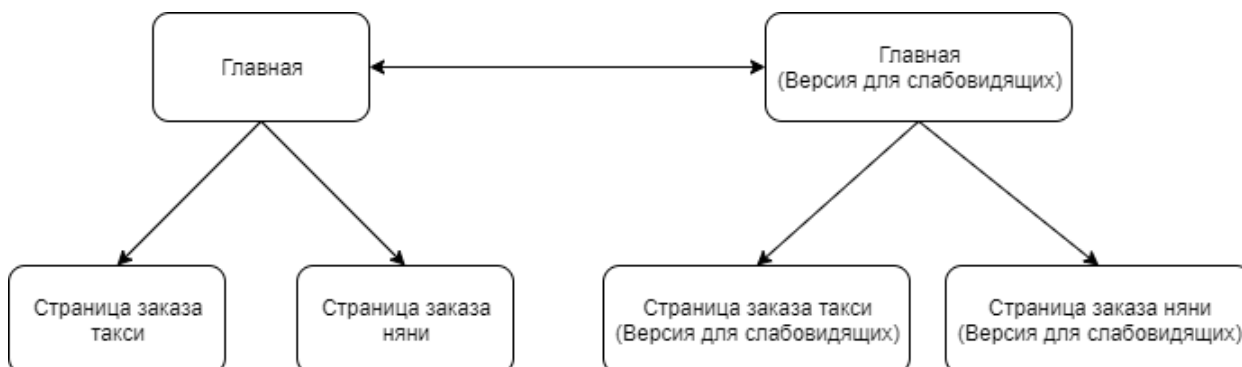 Главная
Главная
(Версия для слабовидящих)
Страница заказа
такси
Страница заказа
няни
Страница заказа такси
(Версия для слабовидящих)
Страница заказа няни
(Версия для слабовидящих)